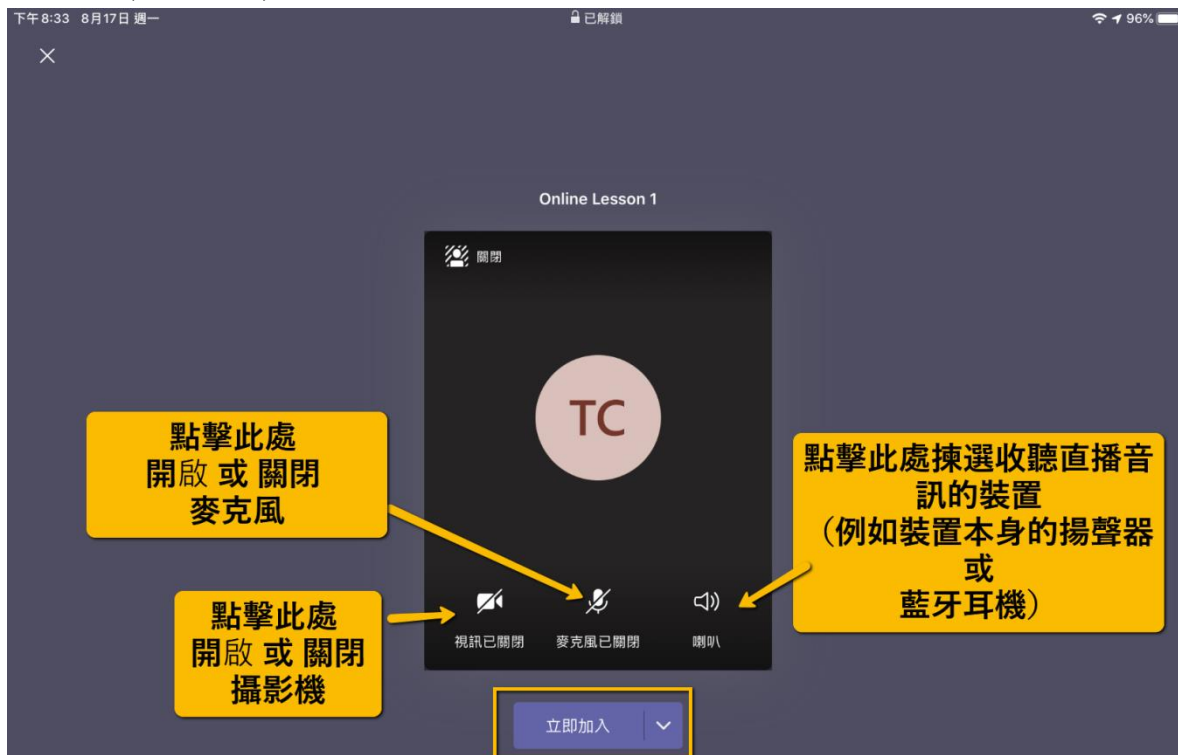 下午8:33 8月17日 週一
已解鎖
96%
Online Lesson 1
關閉
TC
點擊此處
開啟 或 關閉
麥克風
點擊此處揀選收聽直播音
訊的裝置
（例如裝置本身的揚聲器
或
藍牙耳機）
點擊此處
開啟 或 關閉
攝影機
視訊已關閉
麥克風已關閉
喇叭
立即加入